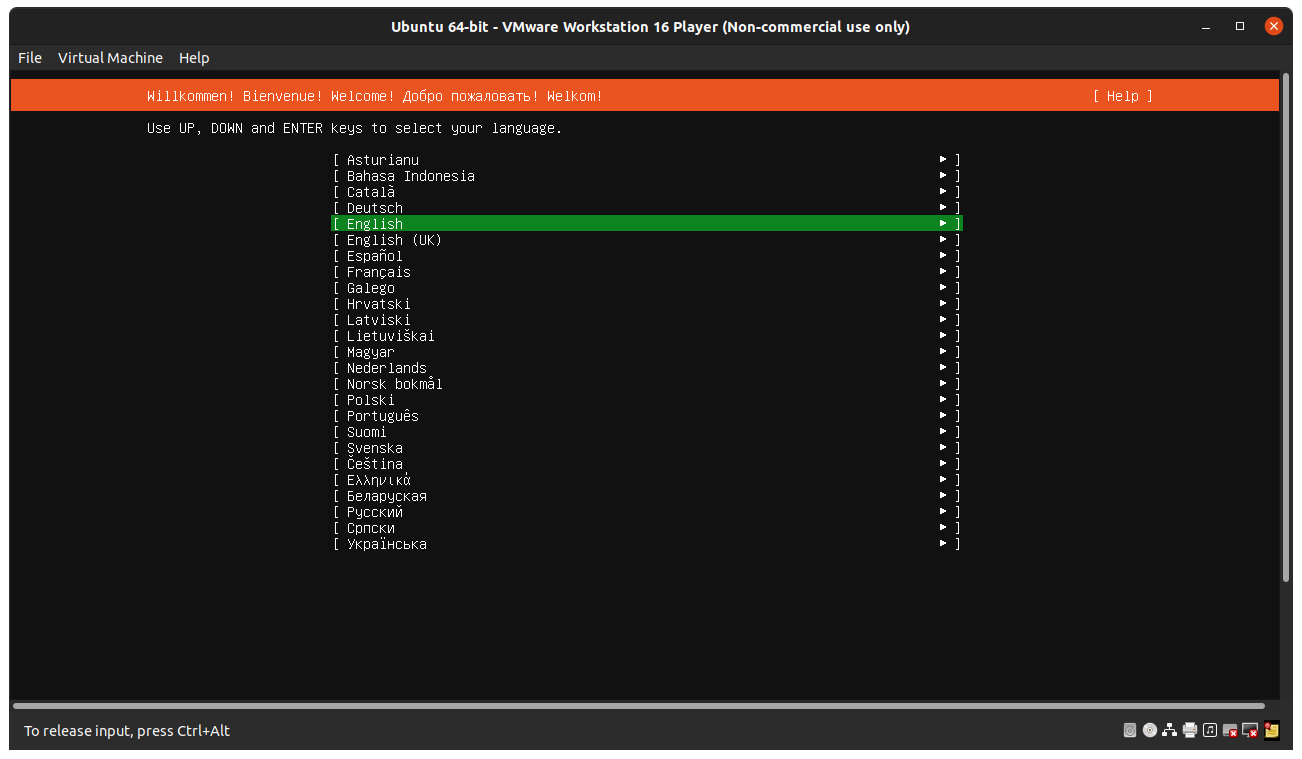 Ubuntu 64-bit - VMware Workstation 16 Player (Non-commercial use only)
File Virtual Machine Help
Willkommen! Bienvenue! Welcome! Добро пожаловать! Welkom! [ Help ]
Use UP, DOWN and ENTER keys to select your language.
[ Asturianu ► ]
[ Bahasa Indonesia ► ]
[ Català ► ]
[ Deutsch ► ]
[ English ► ]
[ English (UK) ► ]
[ Español ► ]
[ Français ► ]
[ Galego ► ]
[ Hrvatski ► ]
[ Latviski ► ]
[ Lietuviškai ► ]
[ Magyar ► ]
[ Nederlands ► ]
[ Norsk bokmål ► ]
[ Polski ► ]
[ Português ► ]
[ Suomi ► ]
[ Svenska ► ]
[ Čeština ► ]
[ Ελληνικά ► ]
[ Беларуская ► ]
[ Русский ► ]
[ Српски ► ]
[ Українська ► ]
To release input, press Ctrl+Alt